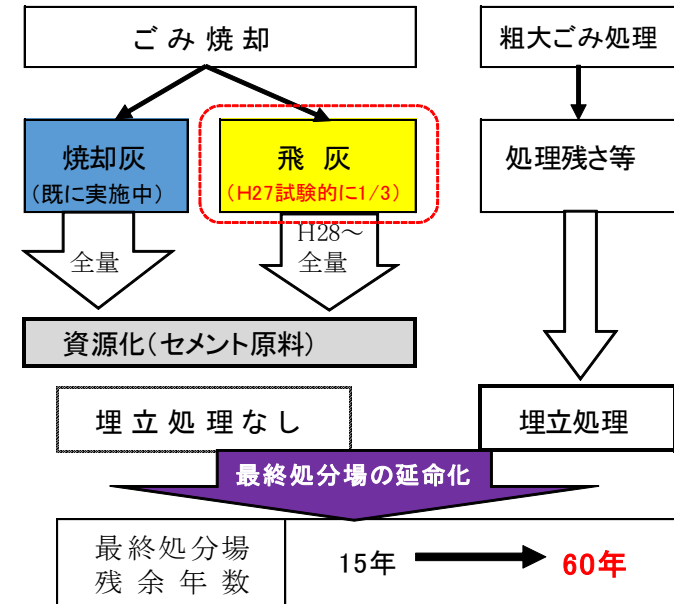 ごみ焼却
粗大ごみ処理
焼却灰
(既に実施中)
飛 灰
(H27試験的に1/3)
処理残さ等
全量
H28～
全量
資源化(セメント原料)
埋立処理なし
埋立処理
最終処分場の延命化
最終処分場
残余年数
15年
60年